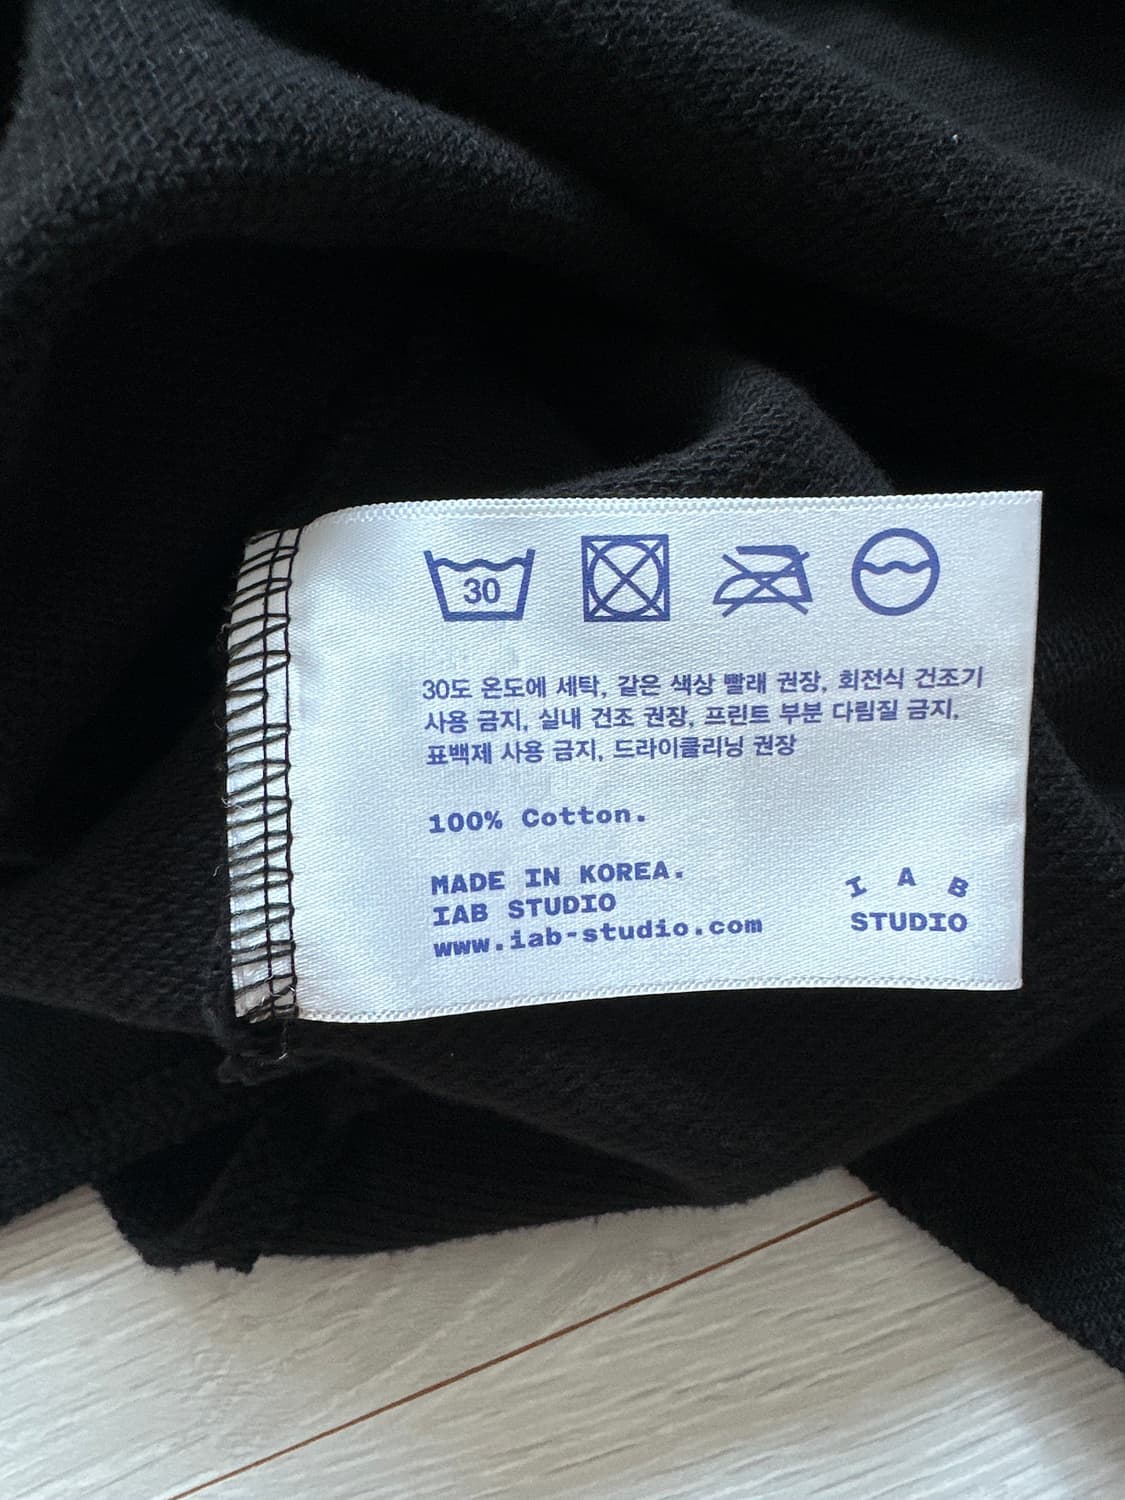 30
30도 온도에 세탁, 같은 색상 빨래 권장, 회전식 건조기
사용 금지, 실내 건조 권장, 프린트 부분 다림질 금지,
표백제 사용 금지, 드라이클리닝 권장
100% Cotton.
MADE IN KOREA.
IAB STUDIO
www.iab-studio.com
I A B
STUDIO